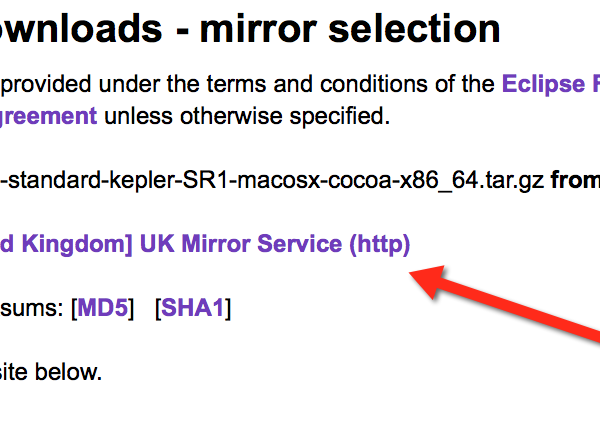 ownloads - mirror selection
provided under the terms and conditions of the Eclipse F
greement unless otherwise specified.
-standard-kepler-SR1-macosx-cocoa-x86_64.tar.gz from
d Kingdom] UK Mirror Service (http)
sums: [MD5] [SHA1]
site below.